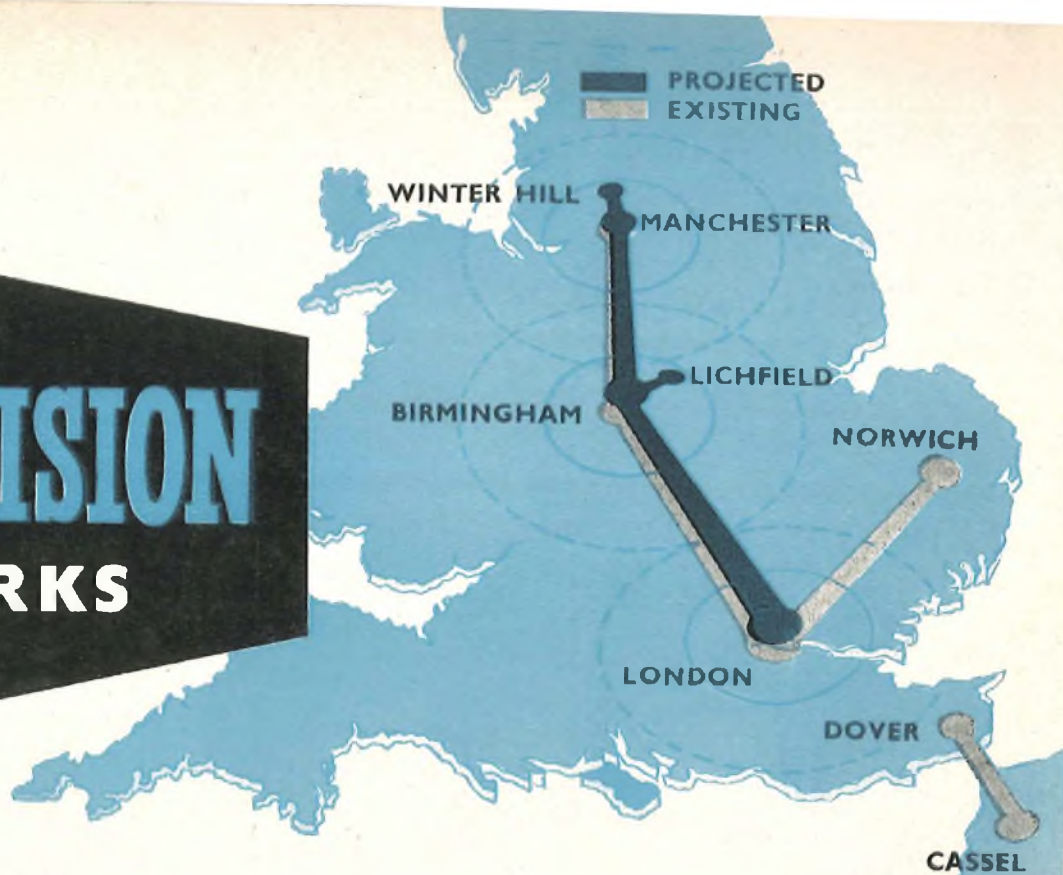 PROJECTED
EXISTING
WINTER HILL
MANCHESTER
LICHFIELD
BIRMINGHAM
NORWICH
ISION
RKS
LONDON
DOVER
CASSEL